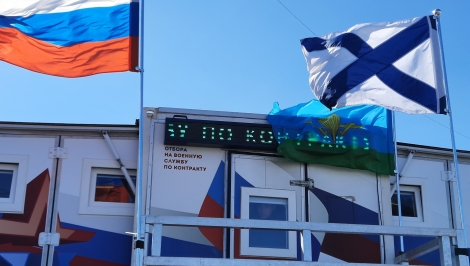 У ПО КОНТРАКТ
ОТБОРА
НА ВОЕННУЮ
СЛУЖБУ
ПО КОНТРАКТУ